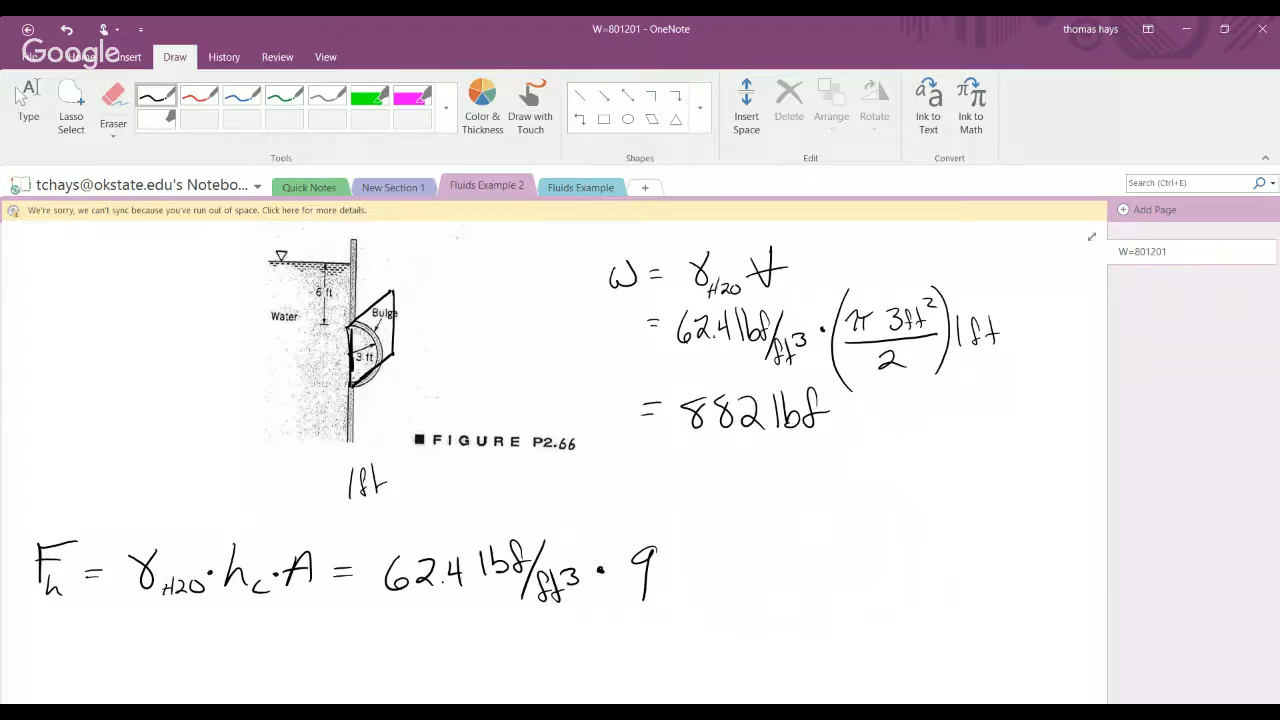 W=801201 - OneNote
thomas hays
Google
File Home Insert Draw History Review View
Type
Lasso Select
Eraser
Color & Thickness
Draw with Touch
Insert Space
Delete
Arrange
Rotate
Ink to Text
Ink to Math
Tools
Shapes
Edit
Convert
tchays@okstate.edu's Notebo...
Quick Notes
New Section 1
Fluids Example 2
Fluids Example
+
Search (Ctrl+E)
We're sorry, we can't sync because you've run out of space. Click here for more details.
Add Page
W=801201
6 ft
Water
Bulge
3 ft
■ FIGURE P2.66
1ft
W = γH2O V
= 62.4 lbf/ft³ • (π 3ft²/2) 1ft
= 882 lbf
Fh = γH2O • hc • A = 62.4 lbf/ft³ • 9